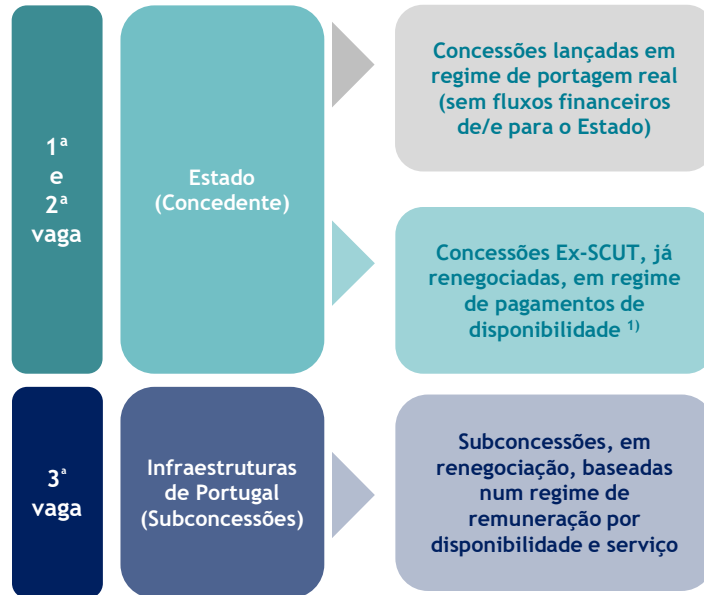 1ª
e
2ª
vaga
Estado
(Concedente)
Concessões lançadas em
regime de portagem real
(sem fluxos financeiros
de/e para o Estado)
Concessões Ex-SCUT, já
renegociadas, em regime
de pagamentos de
disponibilidade 1)
3ª
vaga
Infraestruturas
de Portugal
(Subconcessões)
Subconcessões, em
renegociação, baseadas
num regime de
remuneração por
disponibilidade e serviço